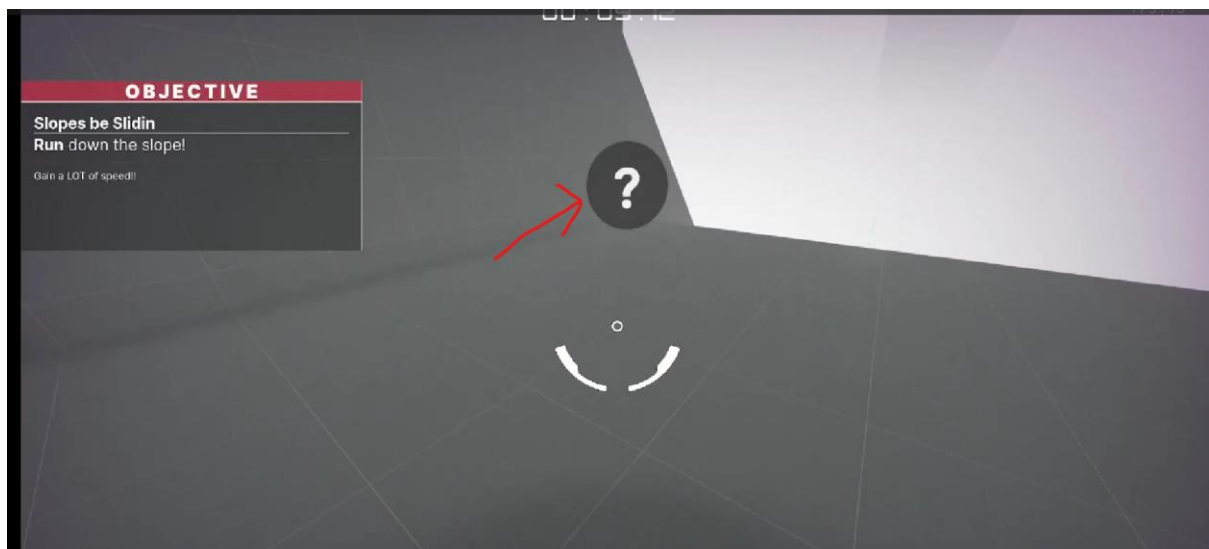 OBJECTIVE
Slopes be Slidin
Run down the slope!
Gain a LOT of speed!!
?